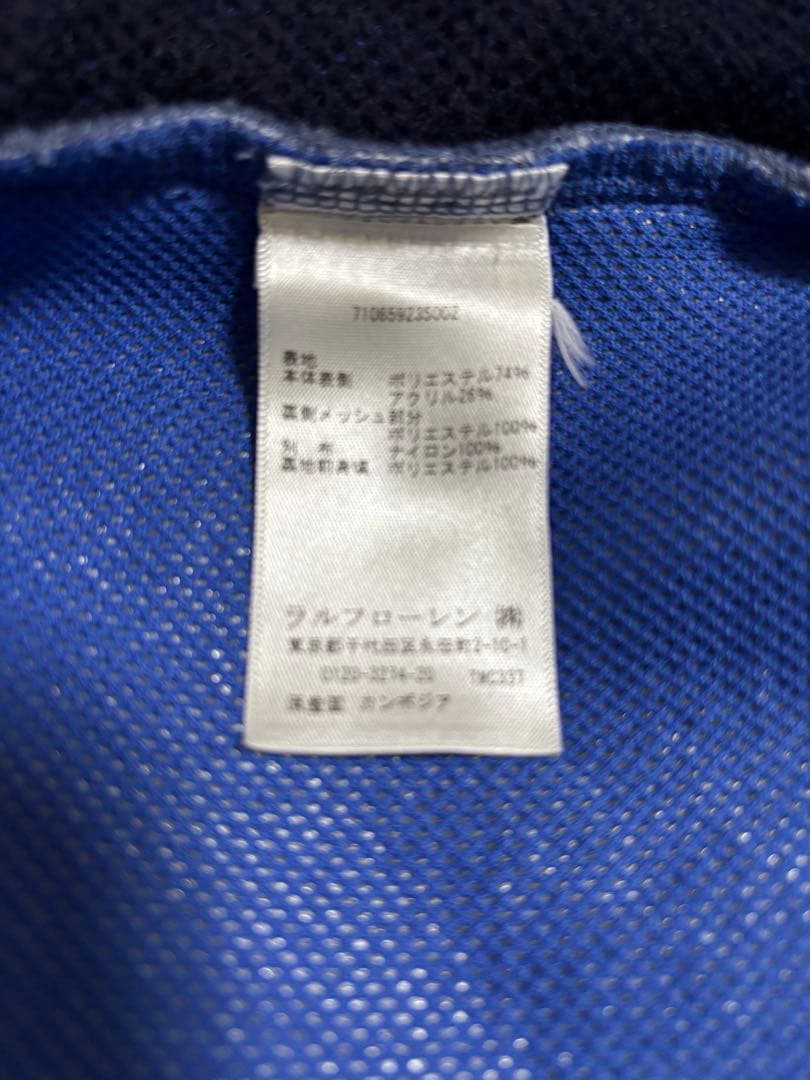 710659235002
表地
本体表側 ポリエステル74%
アクリル26%
裏側メッシュ部分
ポリエステル100%
別 布 ナイロン100%
裏地前身頃 ポリエステル100%
ラルフローレン ㈱
東京都千代田区永田町2-10-1
0120-3274-20 TMC337
原産国 カンボジア